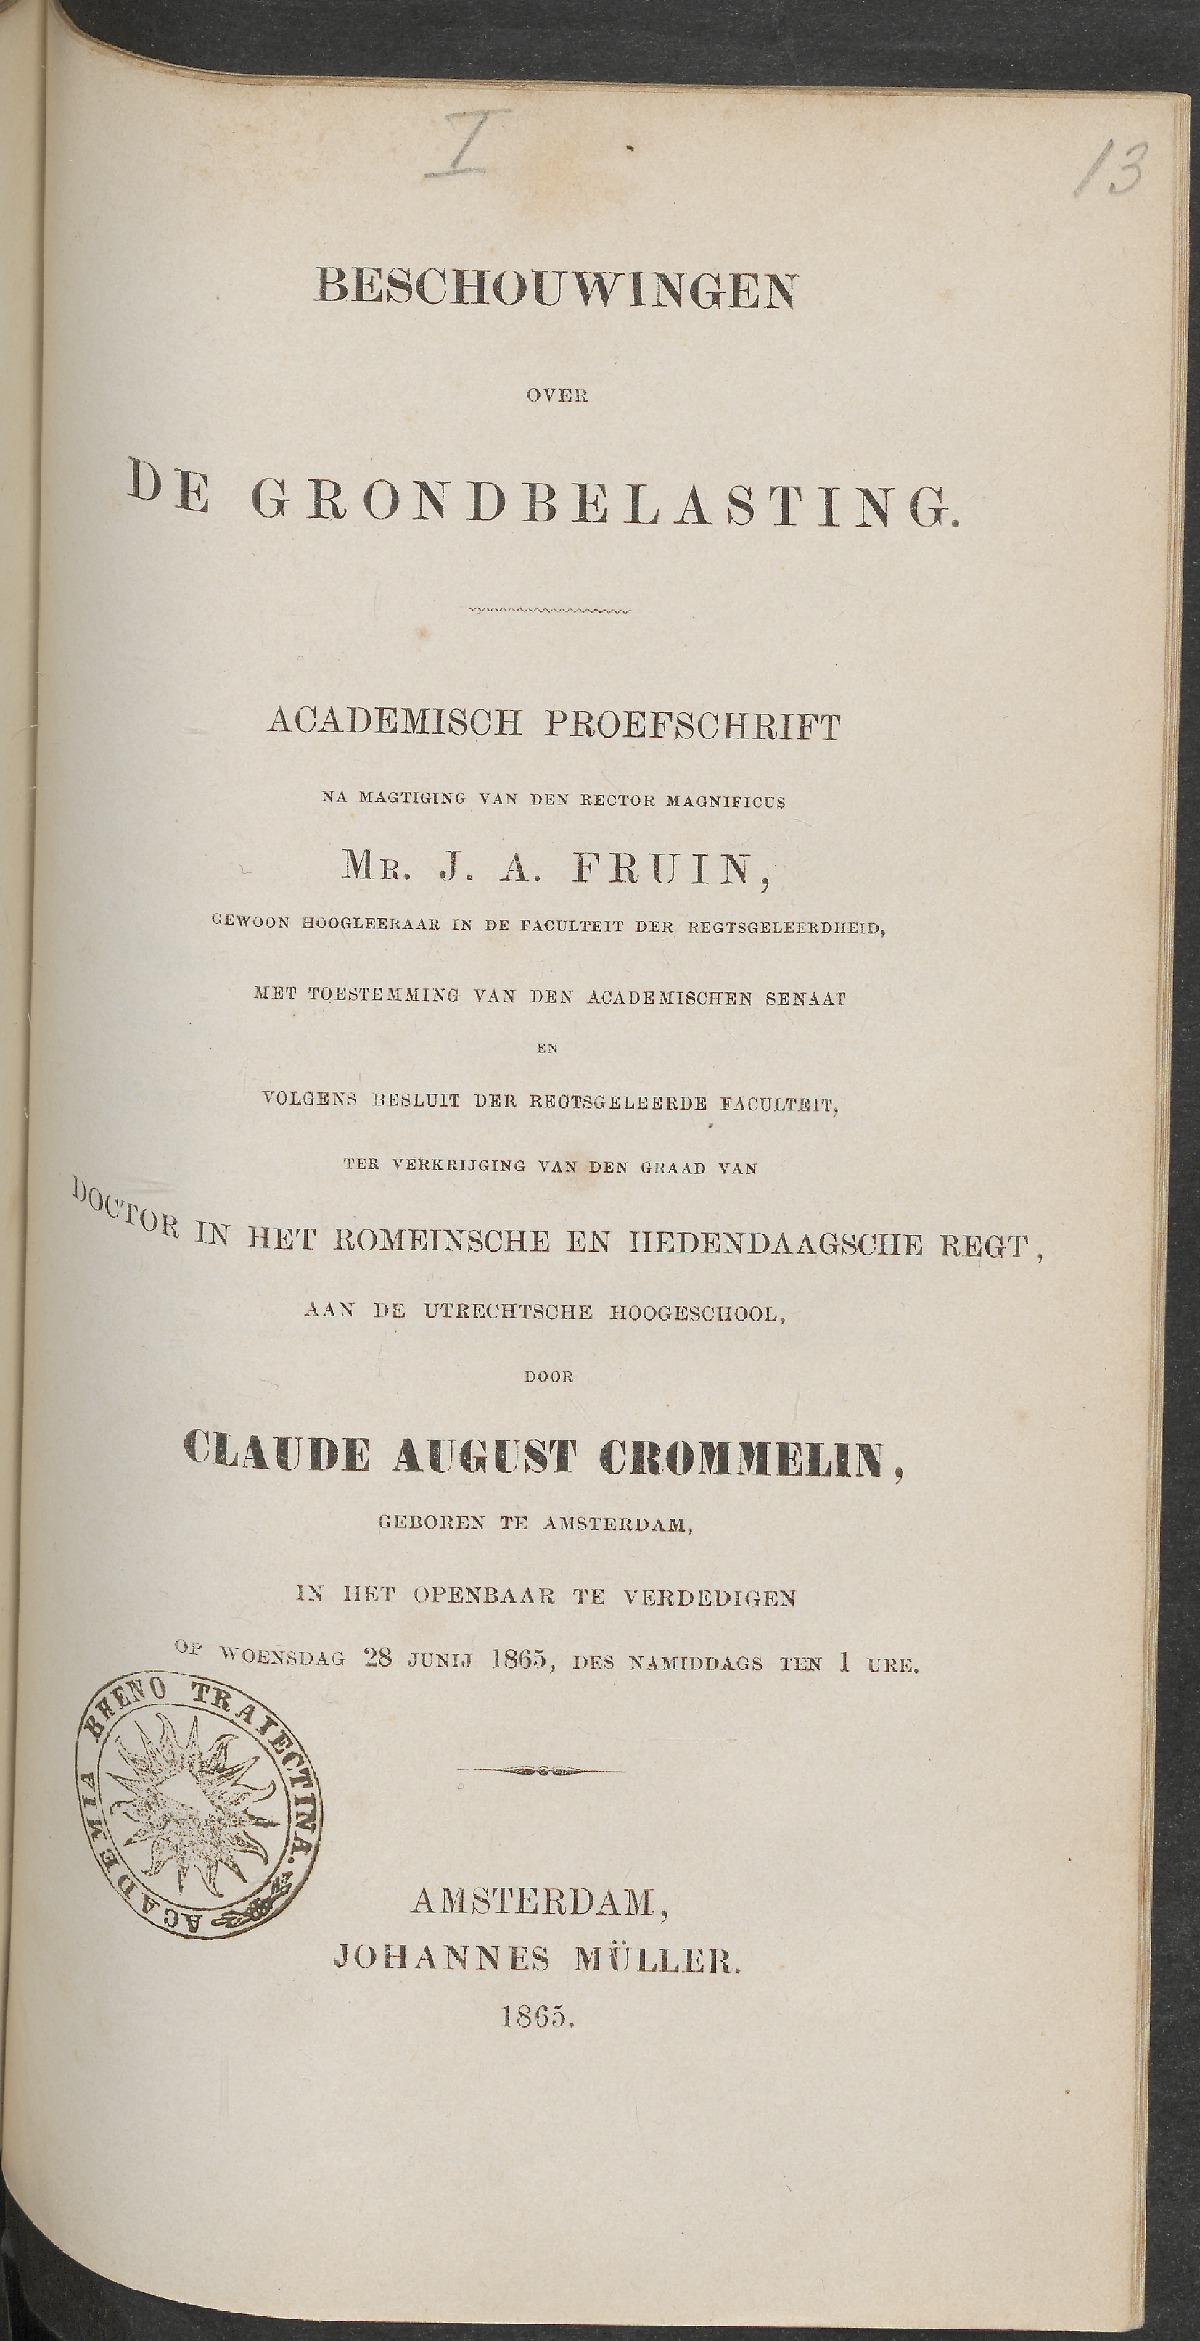 I
13
BESCHOUWINGEN
OVER
DE GRONDBELASTING.
ACADEMISCH PROEFSCHRIFT
NA MAGTIGING VAN DEN RECTOR MAGNIFICUS
MR. J. A. FRUIN,
GEWOON HOOGLEERAAR IN DE FACULTEIT DER REGTSGELEERDHEID,
MET TOESTEMMING VAN DEN ACADEMISCHEN SENAAT
EN
VOLGENS BESLUIT DER REGTSGELEERDE FACULTEIT,
TER VERKRIJGING VAN DEN GRAAD VAN
DOCTOR IN HET ROMEINSCHE EN HEDENDAAGSCHE REGT,
AAN DE UTRECHTSCHE HOOGESCHOOL,
DOOR
CLAUDE AUGUST CROMMELIN,
GEBOREN TE AMSTERDAM,
IN HET OPENBAAR TE VERDEDIGEN
OP WOENSDAG 28 JUNIJ 1865, DES NAMIDDAGS TEN 1 URE.
ACADEMIA RHENO TRAIECTINA.
AMSTERDAM,
JOHANNES MÜLLER.
1865.